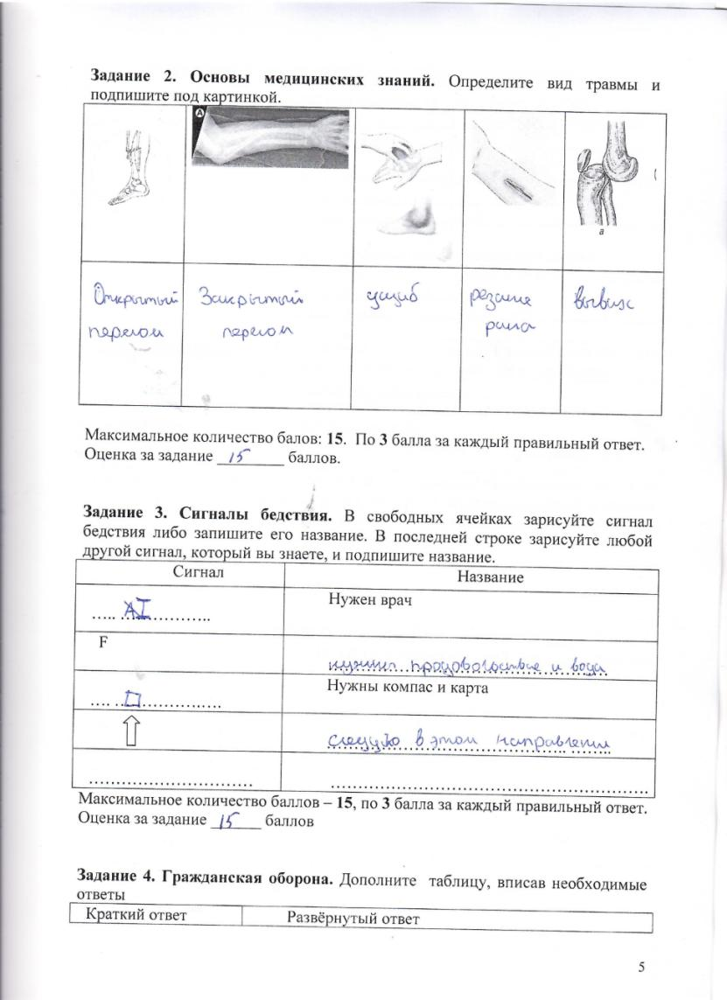 Задание 2. Основы медицинских знаний. Определите вид травмы и
подпишите под картинкой.
A
а
Открытый
перелом
Закрытый
перелом
ушиб
резаная
рана
вывих
Максимальное количество балов: 15. По 3 балла за каждый правильный ответ.
Оценка за задание 15 баллов.
Задание 3. Сигналы бедствия. В свободных ячейках зарисуйте сигнал
бедствия либо запишите его название. В последней строке зарисуйте любой
другой сигнал, который вы знаете, и подпишите название.
Сигнал Название
I Нужен врач
F нужны продовольствие и вода
□ Нужны компас и карта
⇧ следую в этом направлении
Максимальное количество баллов – 15, по 3 балла за каждый правильный ответ.
Оценка за задание 15 баллов
Задание 4. Гражданская оборона. Дополните таблицу, вписав необходимые
ответы
Краткий ответ Развёрнутый ответ
5